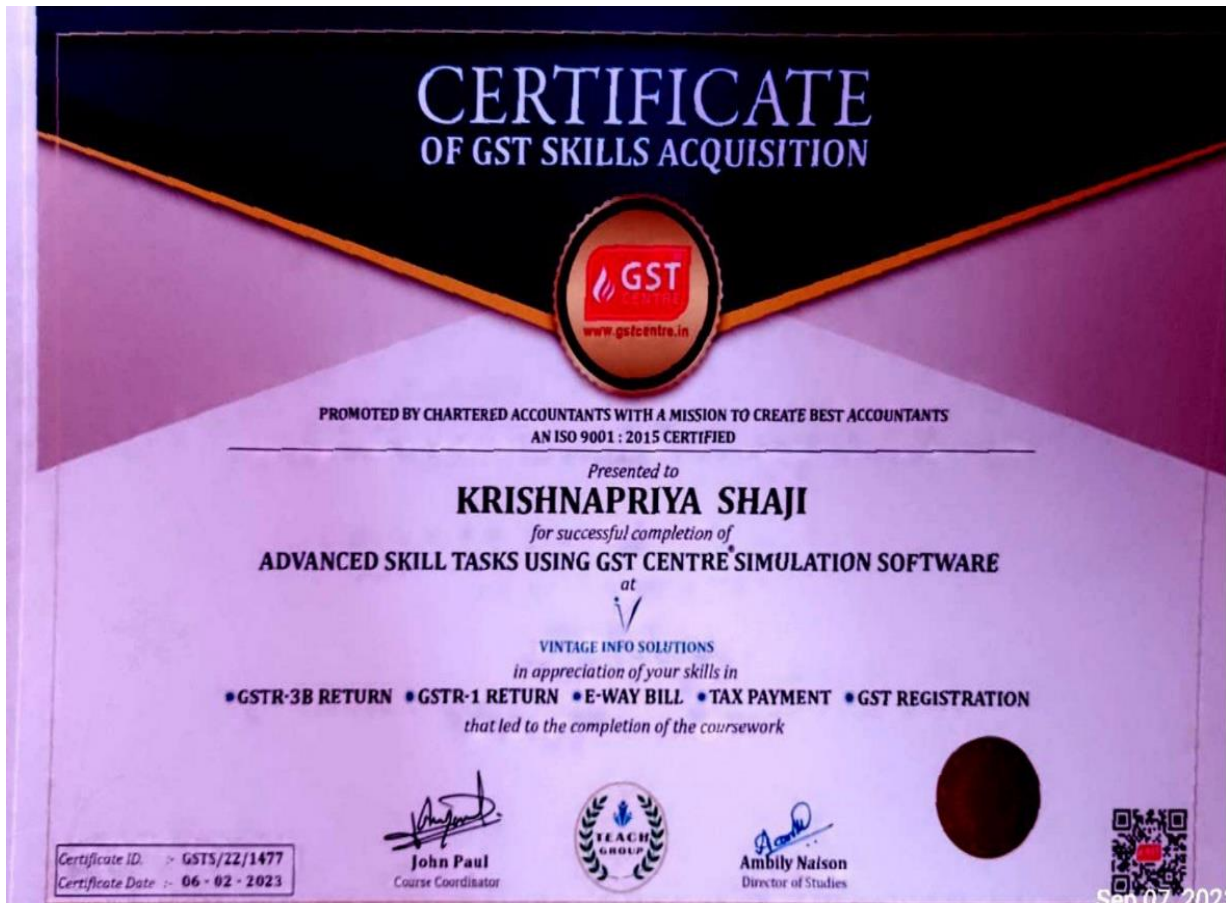 CERTIFICATE
OF GST SKILLS ACQUISITION
GST
CENTRE
www.gstcentre.in
PROMOTED BY CHARTERED ACCOUNTANTS WITH A MISSION TO CREATE BEST ACCOUNTANTS
AN ISO 9001 : 2015 CERTIFIED
Presented to
KRISHNAPRIYA SHAJI
for successful completion of
ADVANCED SKILL TASKS USING GST CENTRE® SIMULATION SOFTWARE
at
VINTAGE INFO SOLUTIONS
in appreciation of your skills in
•GSTR-3B RETURN •GSTR-1 RETURN •E-WAY BILL •TAX PAYMENT •GST REGISTRATION
that led to the completion of the coursework
TEACH
GROUP
John Paul
Course Coordinator
Ambily Naison
Director of Studies
Certificate ID. :- GSTS/22/1477
Certificate Date :- 06 - 02 - 2023
Sep 07, 202